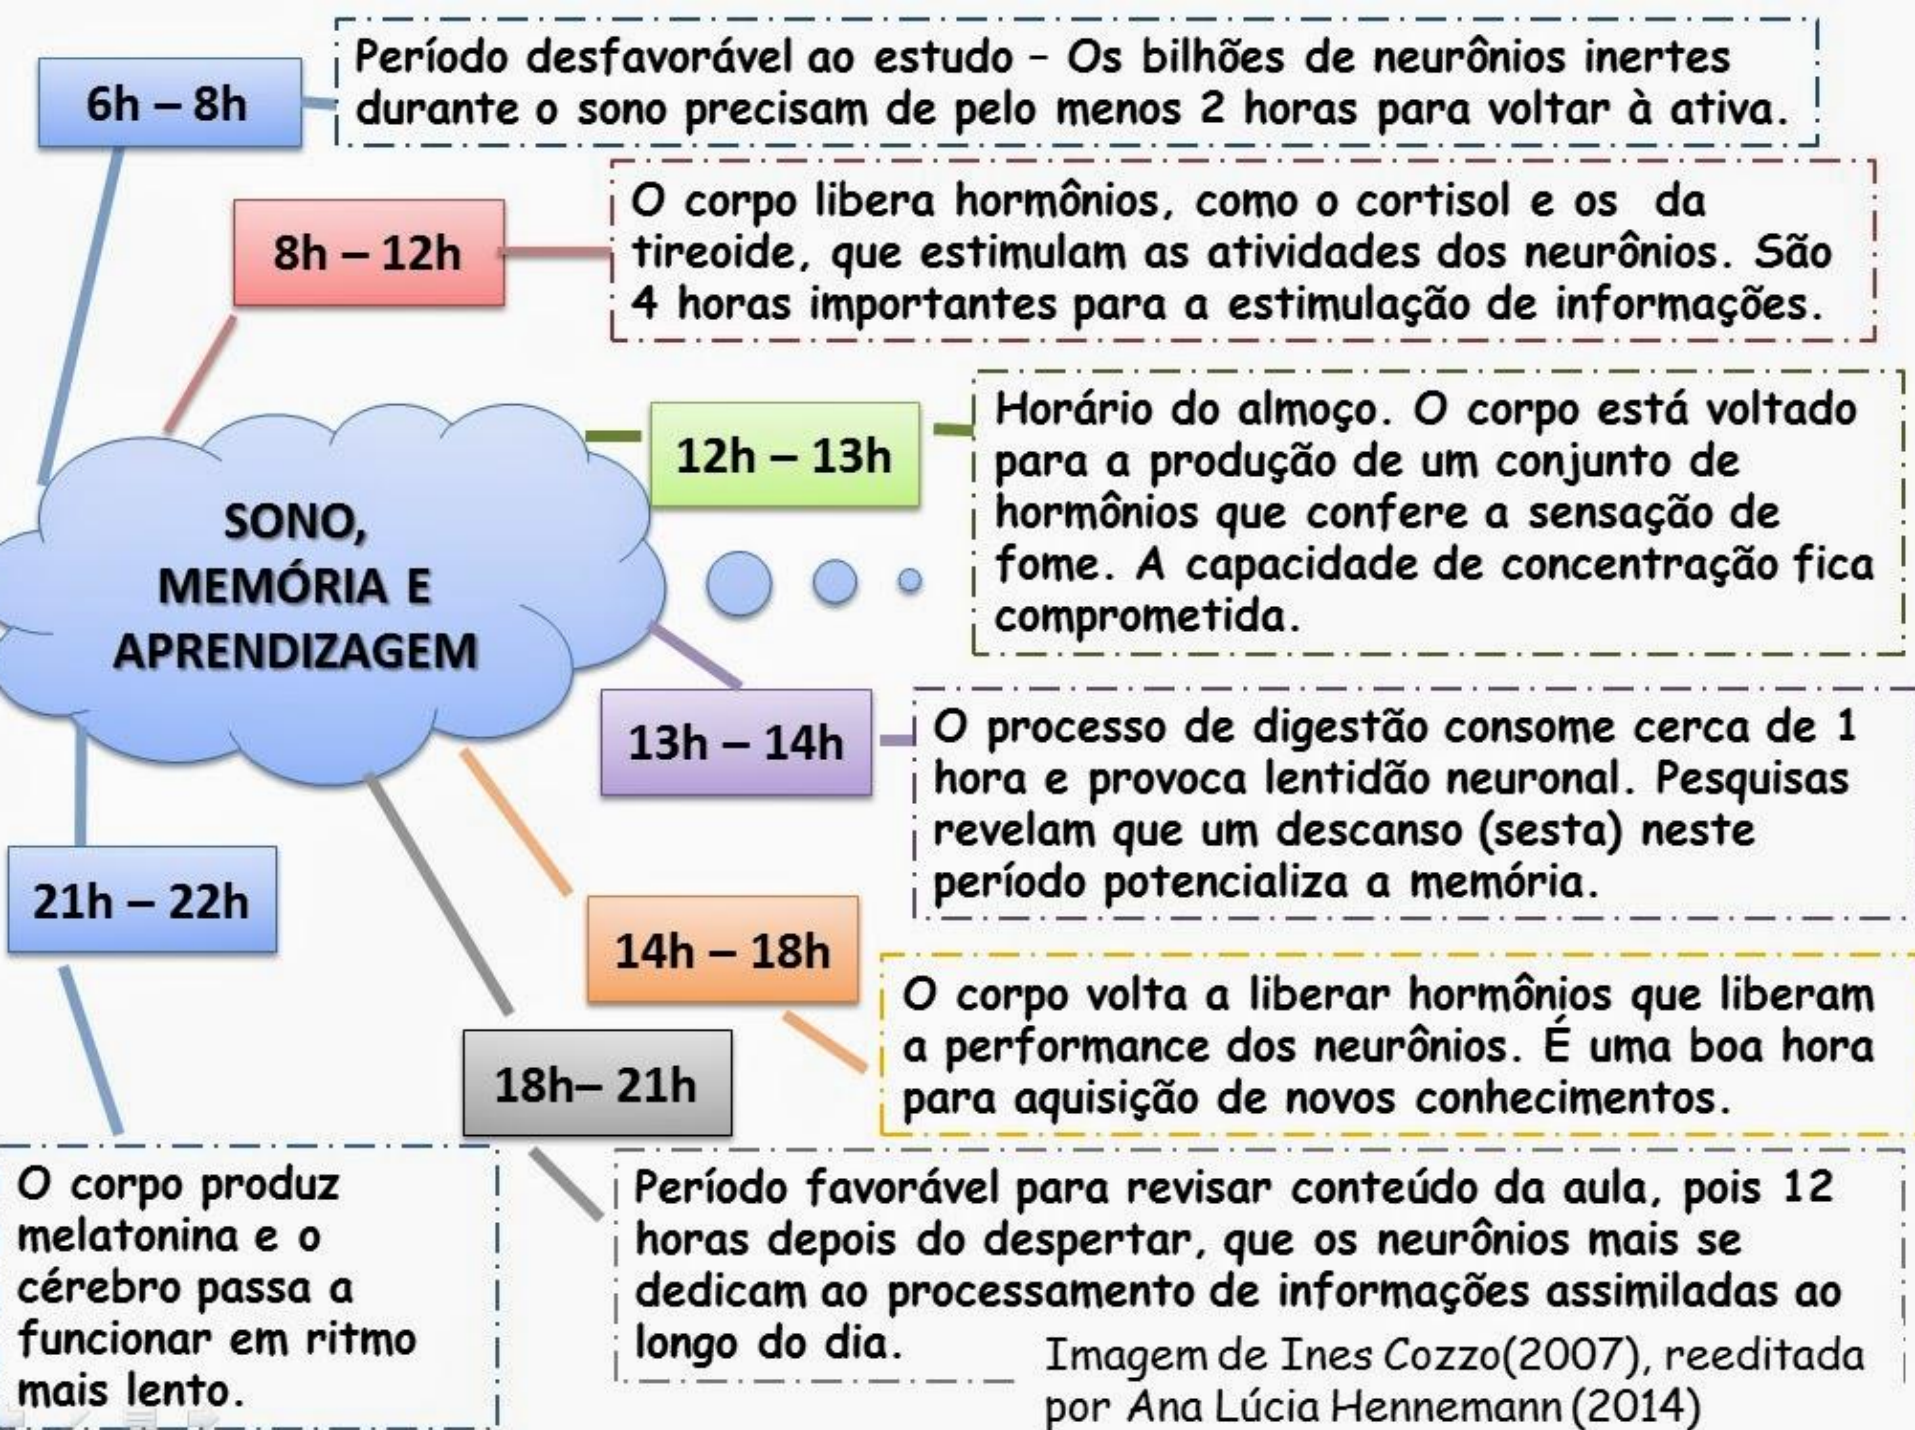 6h – 8h
Período desfavorável ao estudo – Os bilhões de neurônios inertes
durante o sono precisam de pelo menos 2 horas para voltar à ativa.
8h – 12h
O corpo libera hormônios, como o cortisol e os da
tireoide, que estimulam as atividades dos neurônios. São
4 horas importantes para a estimulação de informações.
12h – 13h
Horário do almoço. O corpo está voltado
para a produção de um conjunto de
hormônios que confere a sensação de
fome. A capacidade de concentração fica
comprometida.
SONO,
MEMÓRIA E
APRENDIZAGEM
13h – 14h
O processo de digestão consome cerca de 1
hora e provoca lentidão neuronal. Pesquisas
revelam que um descanso (sesta) neste
período potencializa a memória.
14h – 18h
O corpo volta a liberar hormônios que liberam
a performance dos neurônios. É uma boa hora
para aquisição de novos conhecimentos.
18h– 21h
Período favorável para revisar conteúdo da aula, pois 12
horas depois do despertar, que os neurônios mais se
dedicam ao processamento de informações assimiladas ao
longo do dia.
21h – 22h
O corpo produz
melatonina e o
cérebro passa a
funcionar em ritmo
mais lento.
Imagem de Ines Cozzo(2007), reeditada
por Ana Lúcia Hennemann (2014)